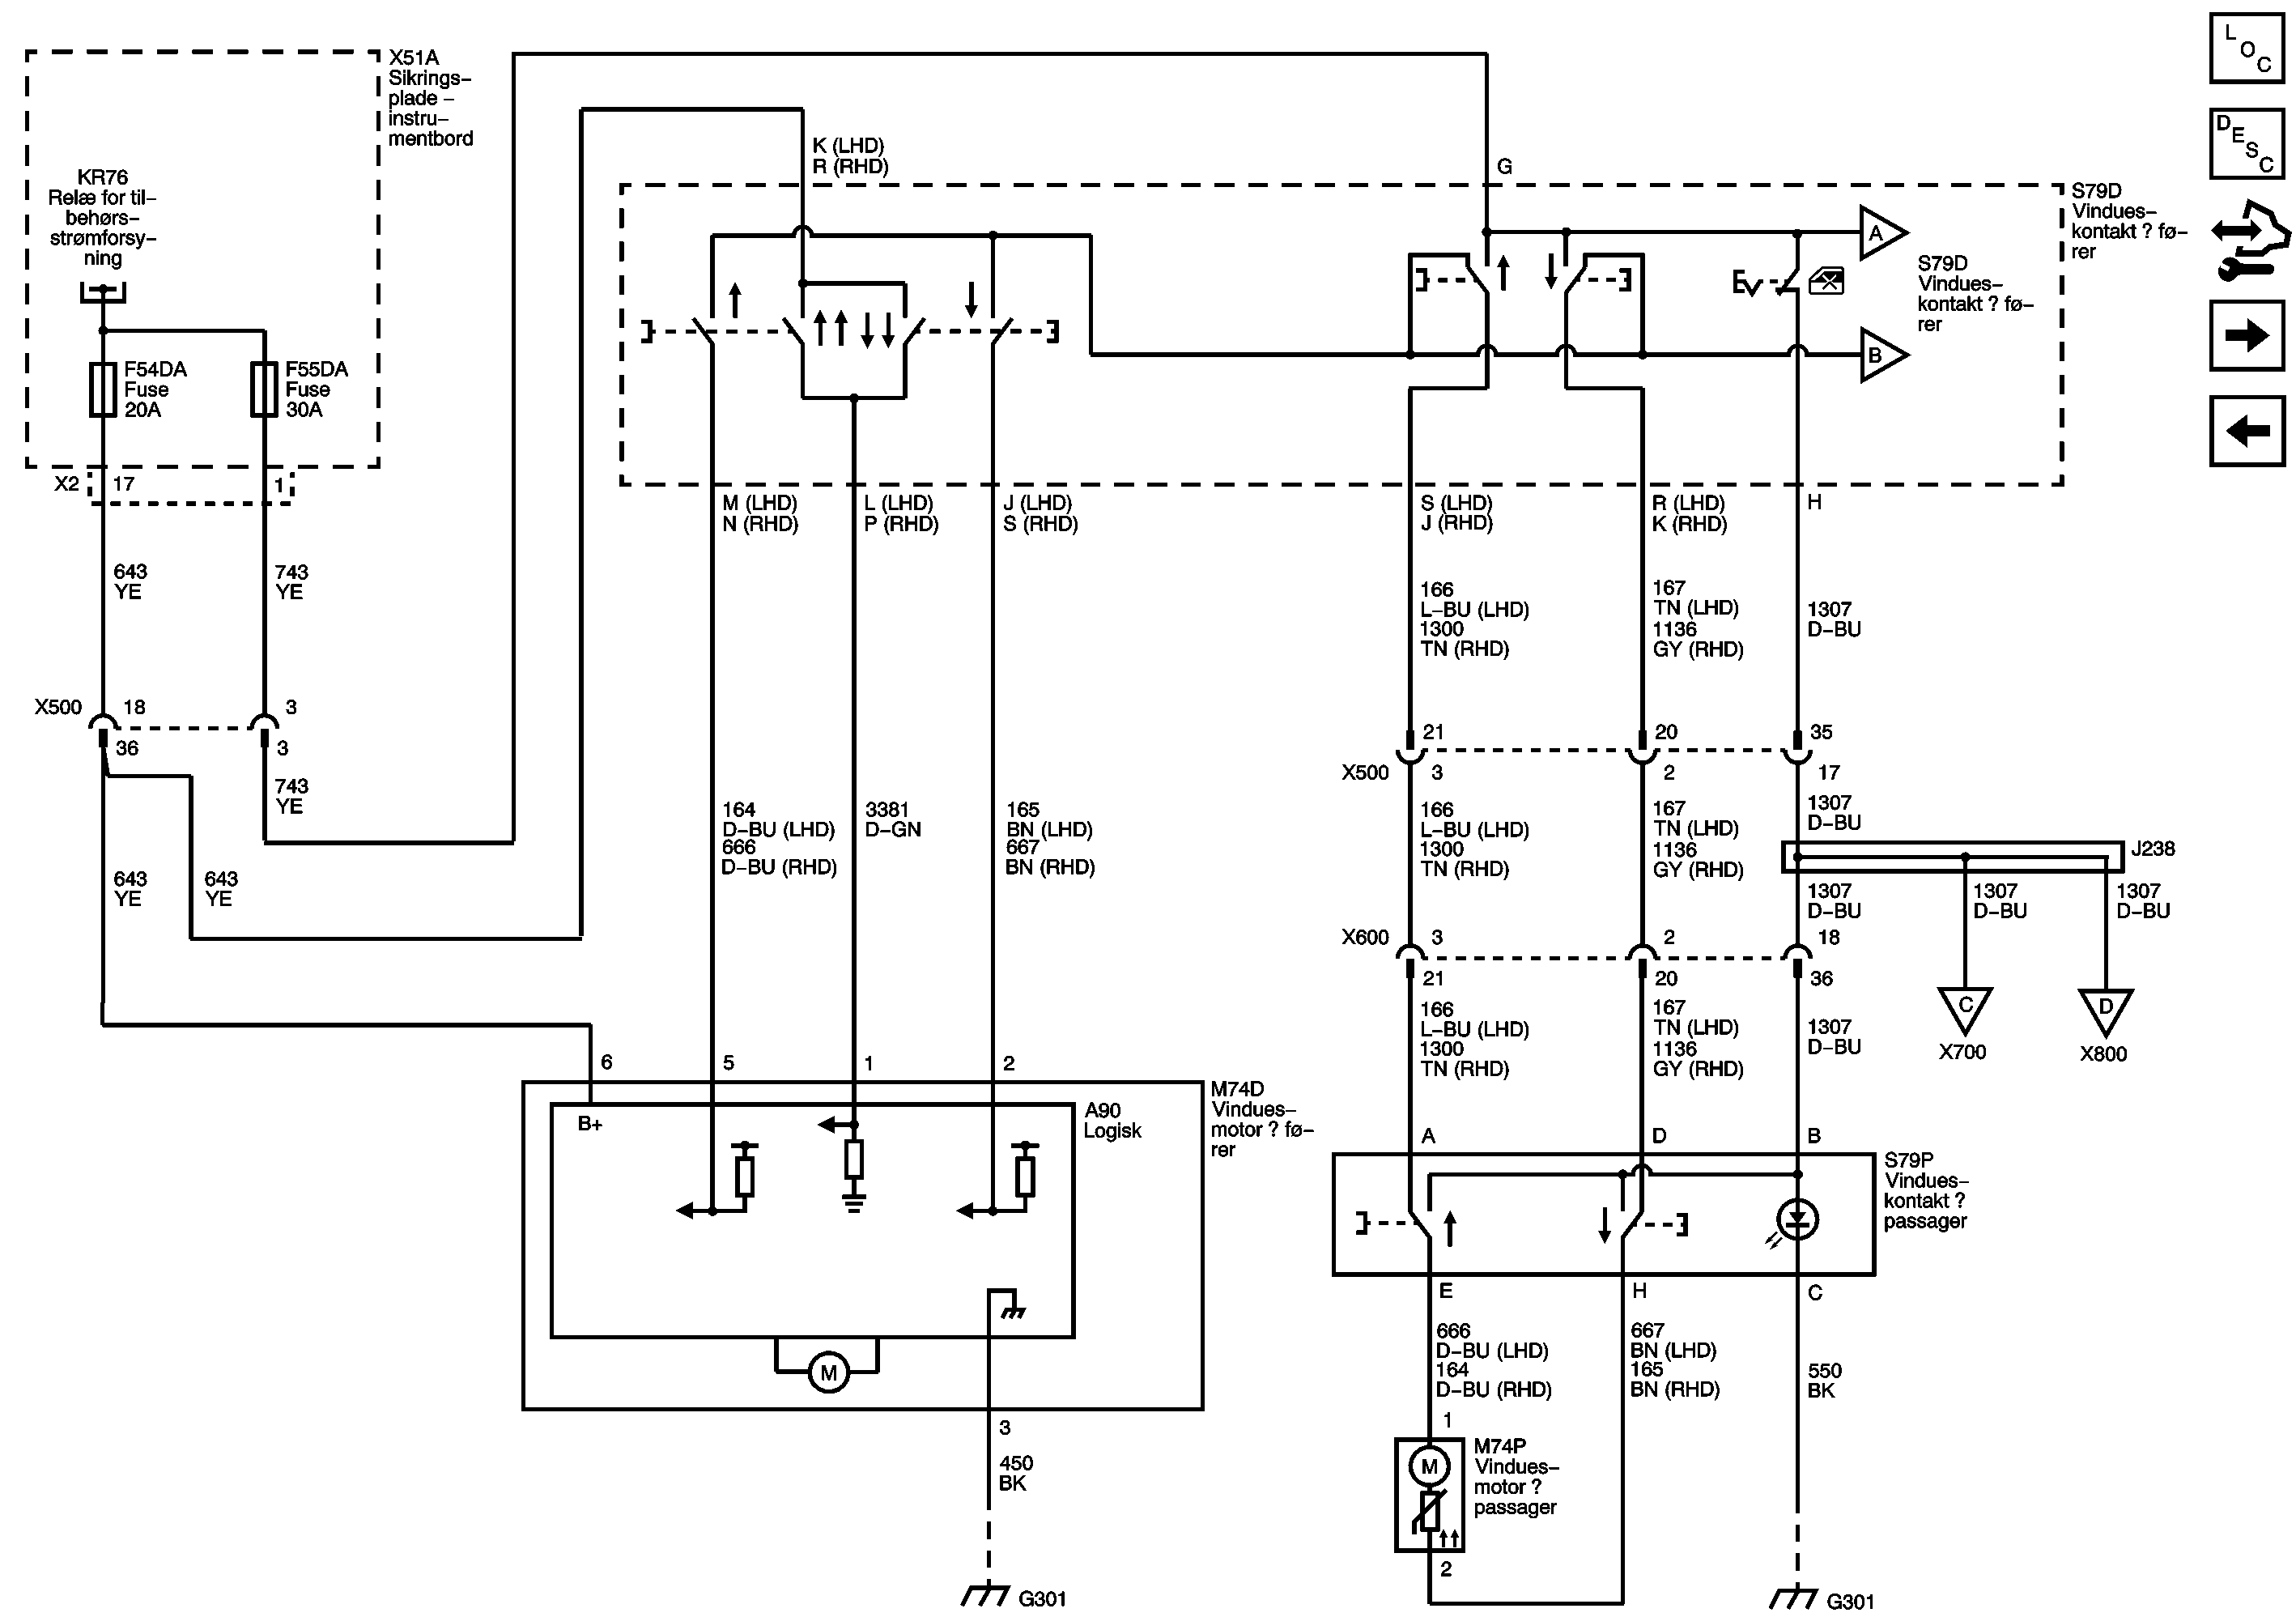 X51A
Sikrings–
plade –
instru–
mentbord
KR76
Relæ for til–
behørs–
strømforsy–
ning
F54DA
Fuse
20A
F55DA
Fuse
30A
X2
17
1
643
YE
743
YE
X500
18
3
36
3
743
YE
643
YE
643
YE
K (LHD)
R (RHD)
G
S79D
Vindues–
kontakt ? fø–
rer
A
S79D
Vindues–
kontakt ? fø–
rer
B
M (LHD)
N (RHD)
L (LHD)
P (RHD)
J (LHD)
S (RHD)
S (LHD)
J (RHD)
R (LHD)
K (RHD)
H
166
L–BU (LHD)
1300
TN (RHD)
167
TN (LHD)
1136
GY (RHD)
1307
D–BU
21
20
35
X500
3
2
17
164
D–BU (LHD)
666
D–BU (RHD)
3381
D–GN
165
BN (LHD)
667
BN (RHD)
166
L–BU (LHD)
1300
TN (RHD)
167
TN (LHD)
1136
GY (RHD)
1307
D–BU
J238
1307
D–BU
1307
D–BU
1307
D–BU
X600
3
2
18
21
20
36
C
X700
D
X800
166
L–BU (LHD)
1300
TN (RHD)
167
TN (LHD)
1136
GY (RHD)
1307
D–BU
6
5
1
2
M74D
Vindues–
motor ? fø–
rer
A90
Logisk
B+
M
3
450
BK
G301
A
D
B
S79P
Vindues–
kontakt ?
passager
E
H
C
666
D–BU (LHD)
164
D–BU (RHD)
667
BN (LHD)
165
BN (RHD)
550
BK
1
M
M74P
Vindues–
motor ?
passager
2
G301
LOC
DESC